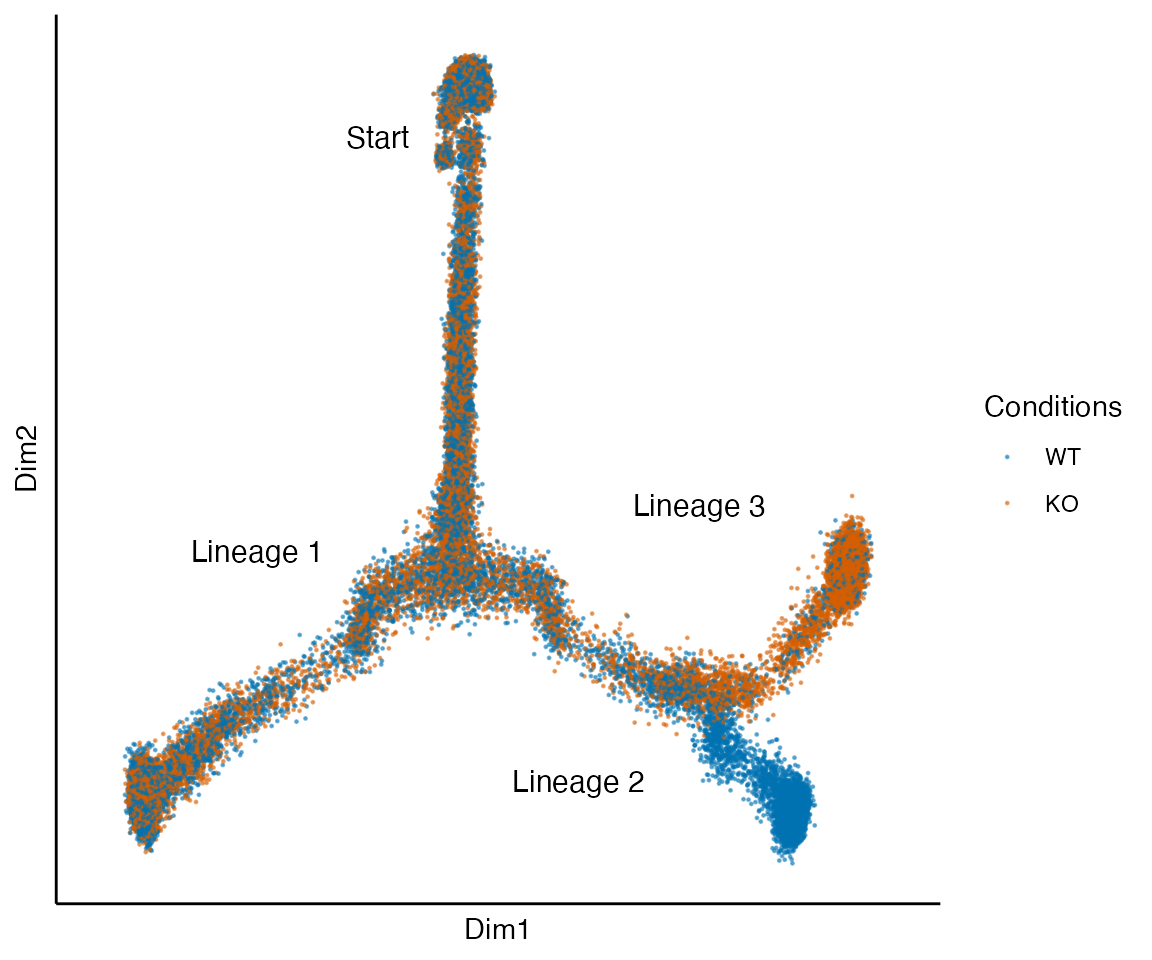 Start
Lineage 3
Lineage 1
Lineage 2
Dim2
Dim1
Conditions
WT
KO